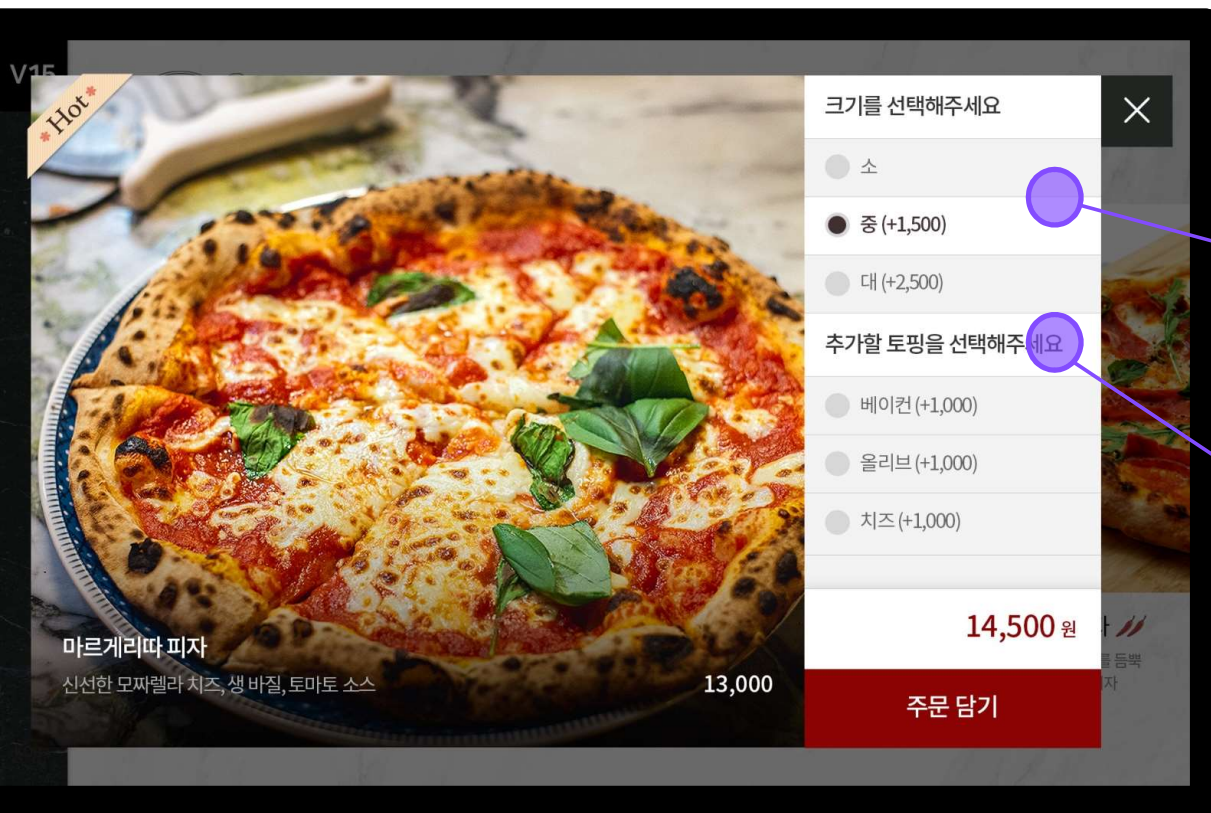 V15
Hot
크기를 선택해주세요
소
중 (+1,500)
대 (+2,500)
추가할 토핑을 선택해주세요
베이컨 (+1,000)
올리브 (+1,000)
치즈 (+1,000)
14,500 원
주문 담기
마르게리따 피자
신선한 모짜렐라 치즈, 생 바질, 토마토 소스
13,000
를 듬뿍